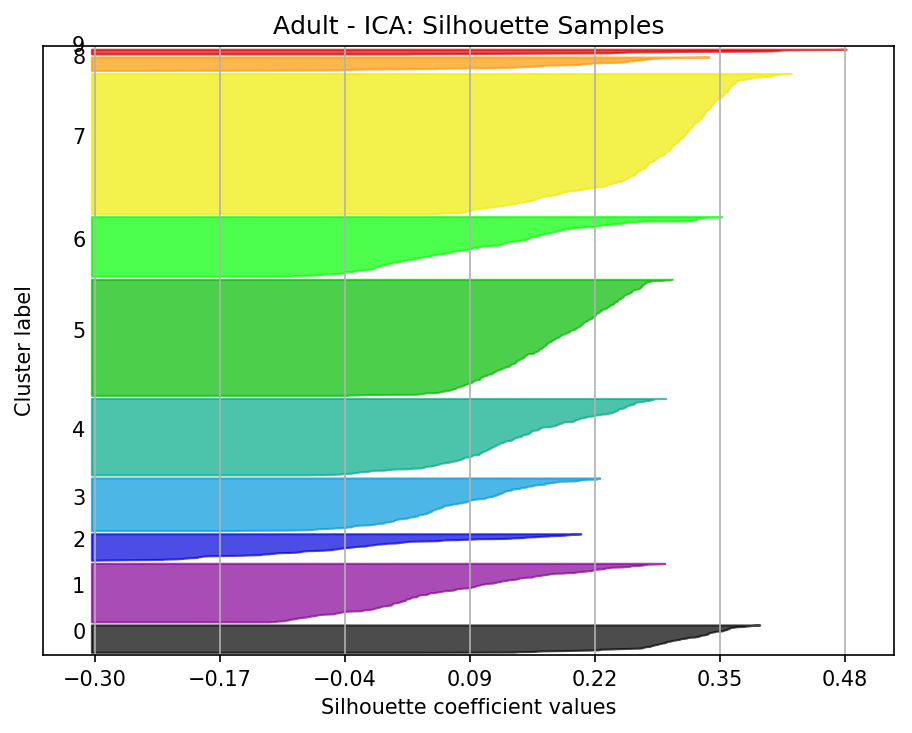 Adult - ICA: Silhouette Samples
Cluster label
9
8
7
6
5
4
3
2
1
0
−0.30 −0.17 −0.04 0.09 0.22 0.35 0.48
Silhouette coefficient values